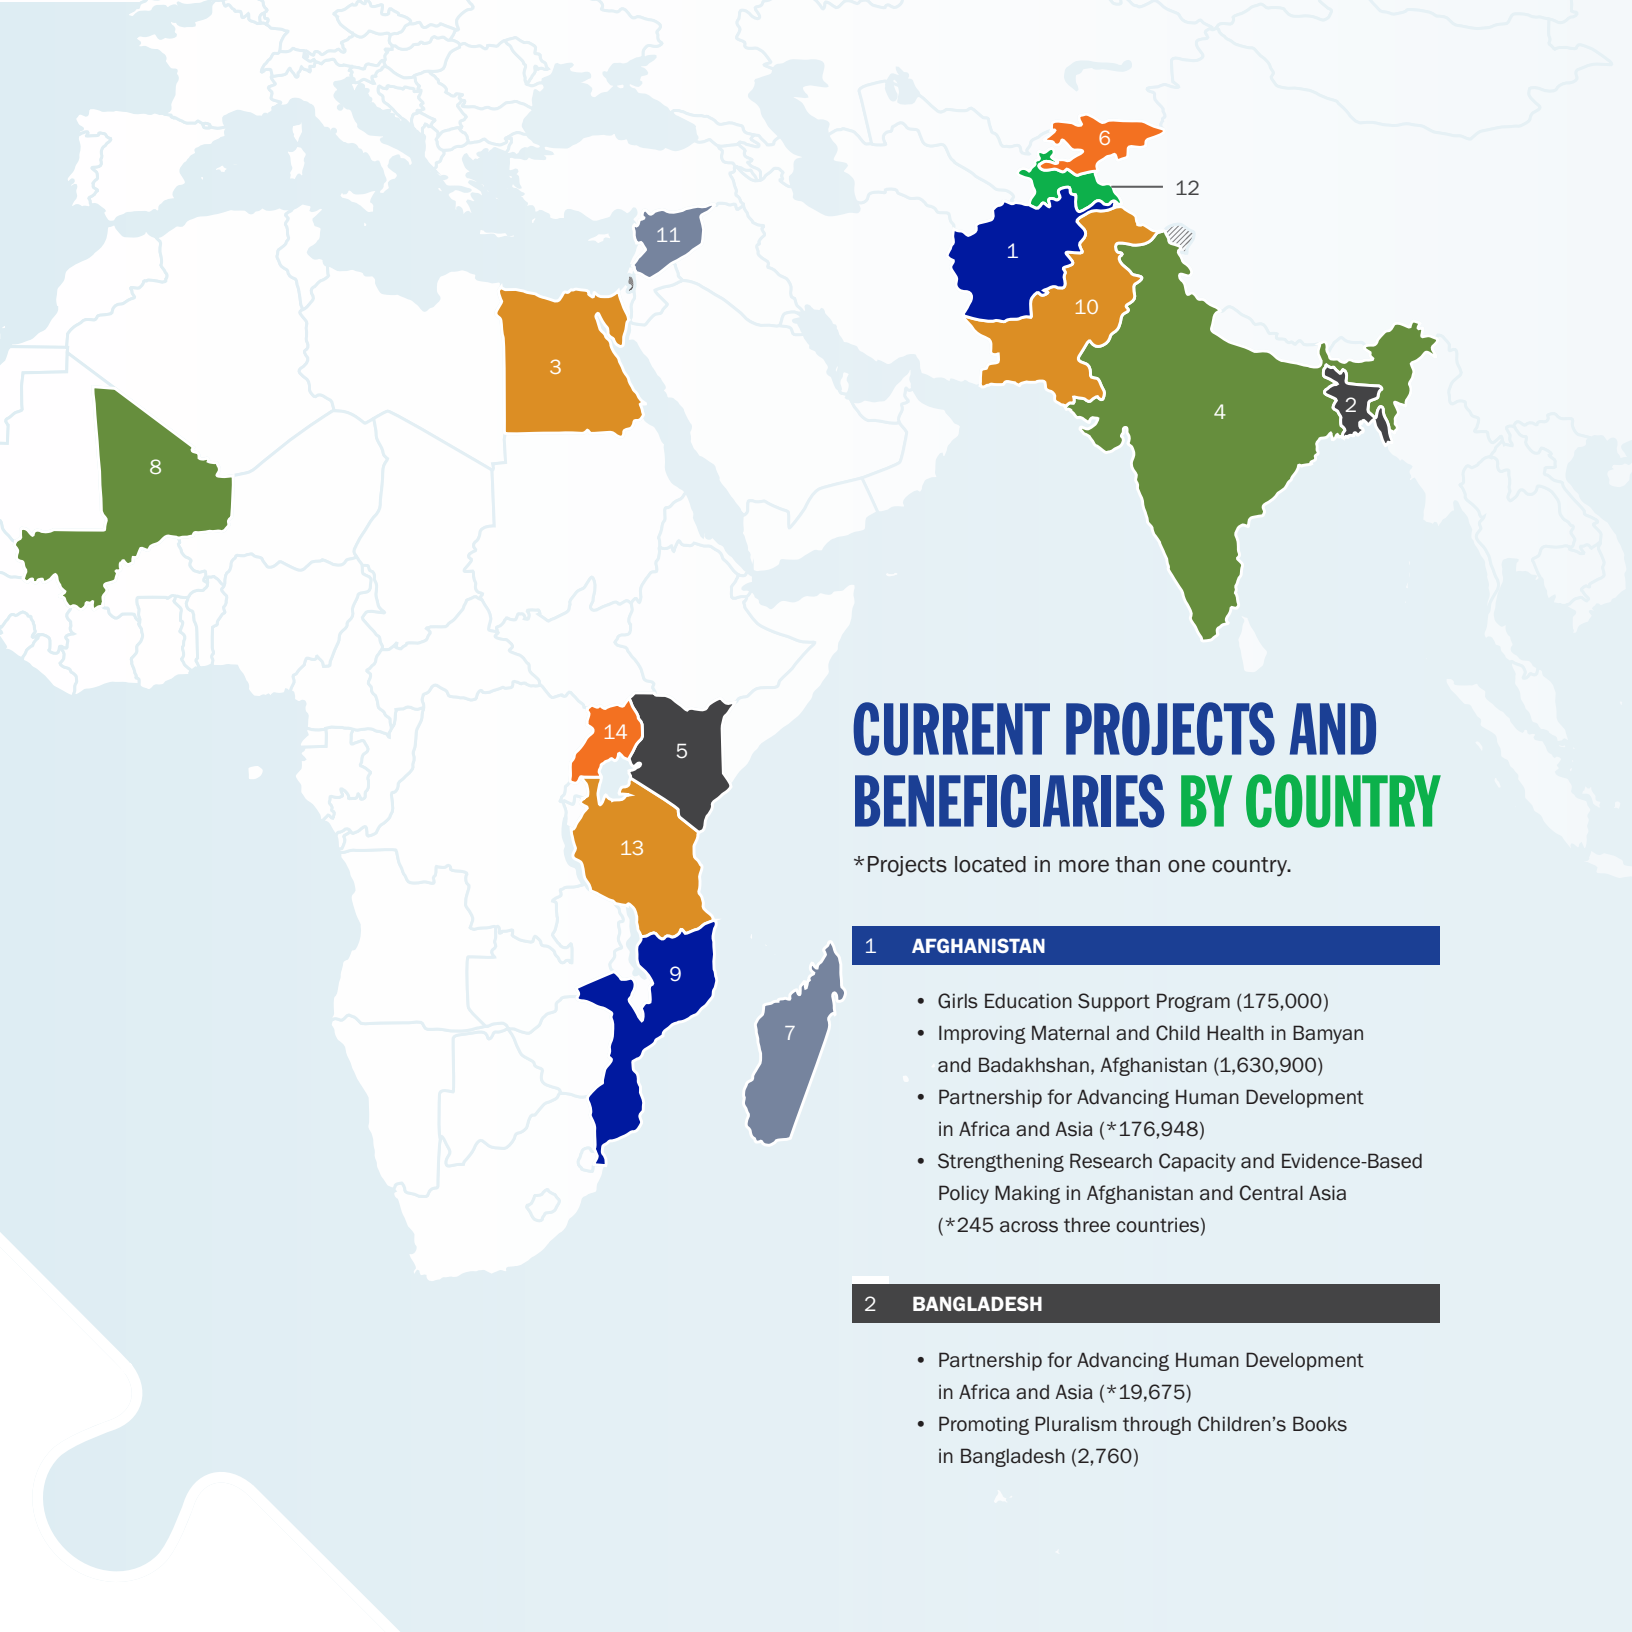 6
12
11
1
10
3
4
2
8
14
5
13
9
7
CURRENT PROJECTS AND
BENEFICIARIES BY COUNTRY
*Projects located in more than one country.
1 AFGHANISTAN
• Girls Education Support Program (175,000)
• Improving Maternal and Child Health in Bamyan
and Badakhshan, Afghanistan (1,630,900)
• Partnership for Advancing Human Development
in Africa and Asia (*176,948)
• Strengthening Research Capacity and Evidence-Based
Policy Making in Afghanistan and Central Asia
(*245 across three countries)
2 BANGLADESH
• Partnership for Advancing Human Development
in Africa and Asia (*19,675)
• Promoting Pluralism through Children’s Books
in Bangladesh (2,760)